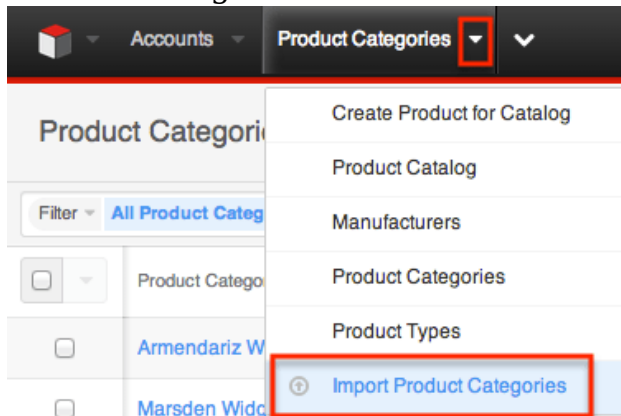 Accounts Product Categories
Create Product for Catalog
Product Categori
Product Catalog
Filter All Product Categ
Manufacturers
Product Catego
Product Categories
Product Types
Armendariz W
Import Product Categories
Marsden Widg